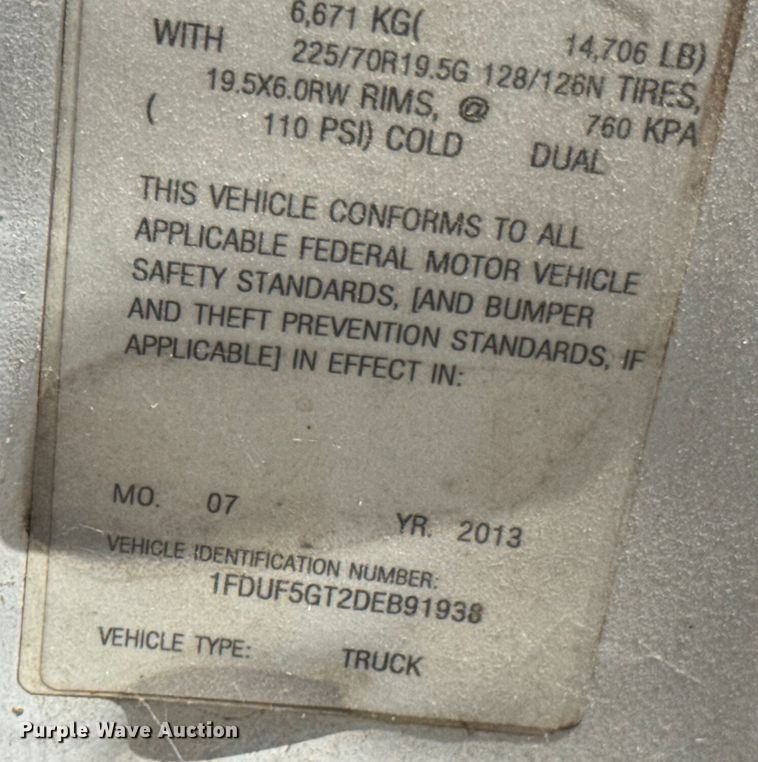 6,671 KG( 14,706 LB)
WITH 225/70R19.5G 128/126N TIRES,
19.5X6.0RW RIMS, @ 760 KPA
( 110 PSI) COLD DUAL
THIS VEHICLE CONFORMS TO ALL
APPLICABLE FEDERAL MOTOR VEHICLE
SAFETY STANDARDS, [AND BUMPER
AND THEFT PREVENTION STANDARDS, IF
APPLICABLE] IN EFFECT IN:
MO. 07 YR. 2013
VEHICLE IDENTIFICATION NUMBER:
1FDUF5GT2DEB91938
VEHICLE TYPE: TRUCK
Purple Wave Auction